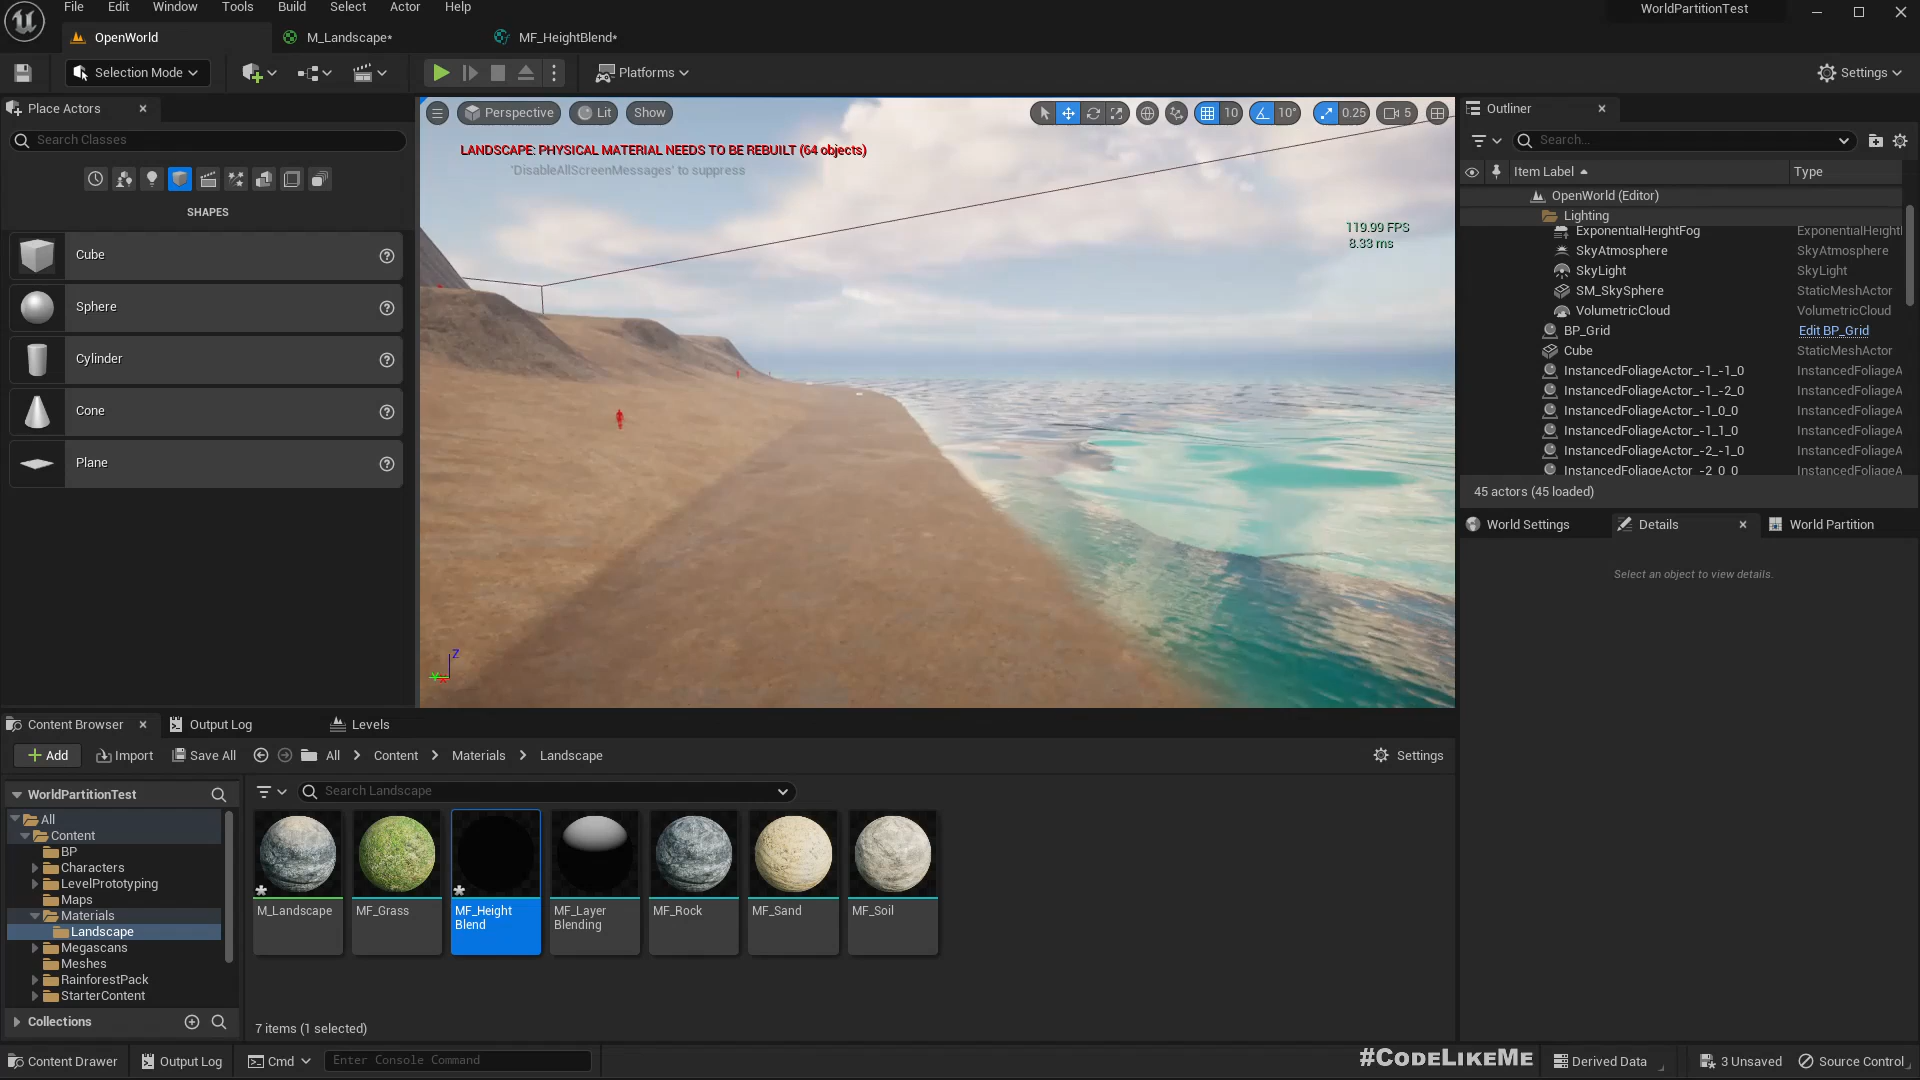 File Edit Window Tools Build Select Actor Help
WorldPartitionTest
OpenWorld
M_Landscape*
MF_HeightBlend*
Selection Mode
Platforms
Settings
Place Actors
Search Classes
SHAPES
Cube
Sphere
Cylinder
Cone
Plane
Perspective
Lit
Show
10
10°
0.25
5
LANDSCAPE: PHYSICAL MATERIAL NEEDS TO BE REBUILT (64 objects)
'DisableAllScreenMessages' to suppress
119.99 FPS
8.33 ms
Z
Outliner
Search...
Item Label
Type
OpenWorld (Editor)
Lighting
ExponentialHeightFog ExponentialHeightl
SkyAtmosphere SkyAtmosphere
SkyLight SkyLight
SM_SkySphere StaticMeshActor
VolumetricCloud VolumetricCloud
BP_Grid Edit BP_Grid
Cube StaticMeshActor
InstancedFoliageActor_-1_-1_0 InstancedFoliageA
InstancedFoliageActor_-1_-2_0 InstancedFoliageA
InstancedFoliageActor_-1_0_0 InstancedFoliageA
InstancedFoliageActor_-1_1_0 InstancedFoliageA
InstancedFoliageActor_-2_-1_0 InstancedFoliageA
InstancedFoliageActor_-2_0_0 InstancedFoliageA
45 actors (45 loaded)
World Settings
Details
World Partition
Select an object to view details.
Content Browser
Output Log
Levels
Add
Import
Save All
All
Content
Materials
Landscape
Settings
WorldPartitionTest
Search Landscape
All
Content
BP
Characters
LevelPrototyping
Maps
Materials
Landscape
Megascans
Meshes
RainforestPack
StarterContent
Collections
M_Landscape
MF_Grass
MF_Height
Blend
MF_Layer
Blending
MF_Rock
MF_Sand
MF_Soil
7 items (1 selected)
Content Drawer
Output Log
Cmd
Enter Console Command
#CodeLikeMe
Derived Data
3 Unsaved
Source Control